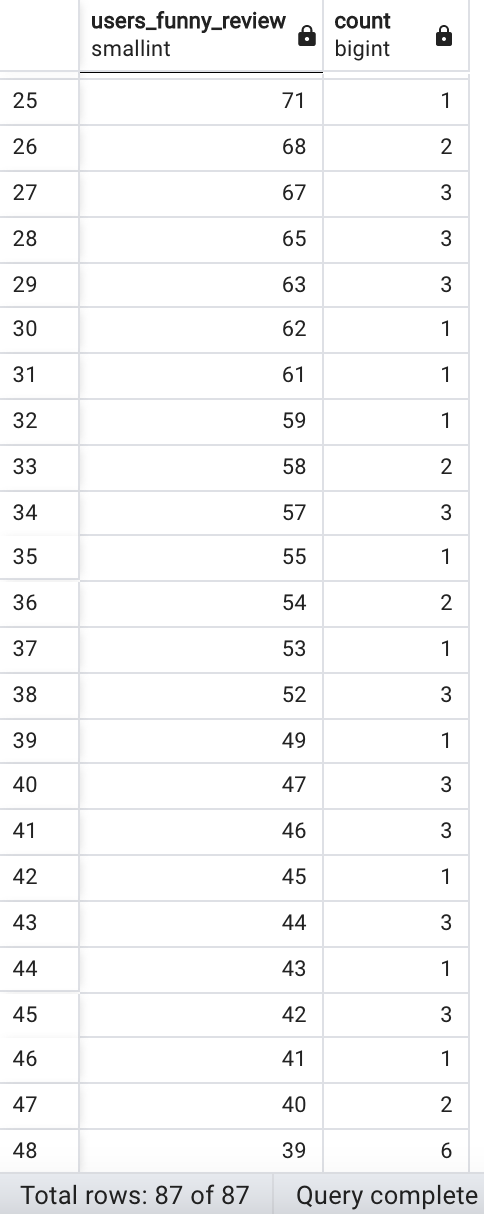 users_funny_review count
smallint bigint
25 71 1
26 68 2
27 67 3
28 65 3
29 63 3
30 62 1
31 61 1
32 59 1
33 58 2
34 57 3
35 55 1
36 54 2
37 53 1
38 52 3
39 49 1
40 47 3
41 46 3
42 45 1
43 44 3
44 43 1
45 42 3
46 41 1
47 40 2
48 39 6
Total rows: 87 of 87 Query complete